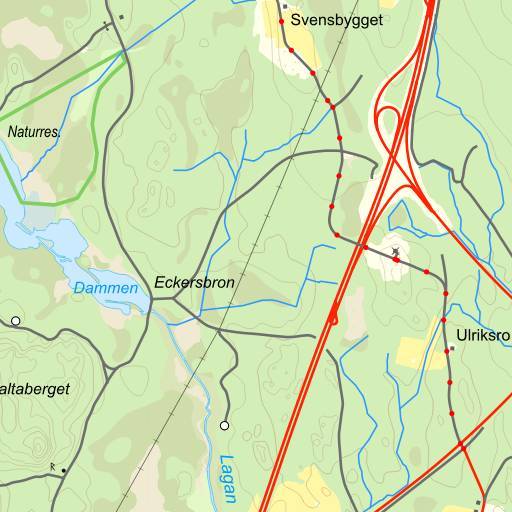 Svensbygget
Naturres.
Dammen
Eckersbron
Ulriksro
altaberget
R
Lagan